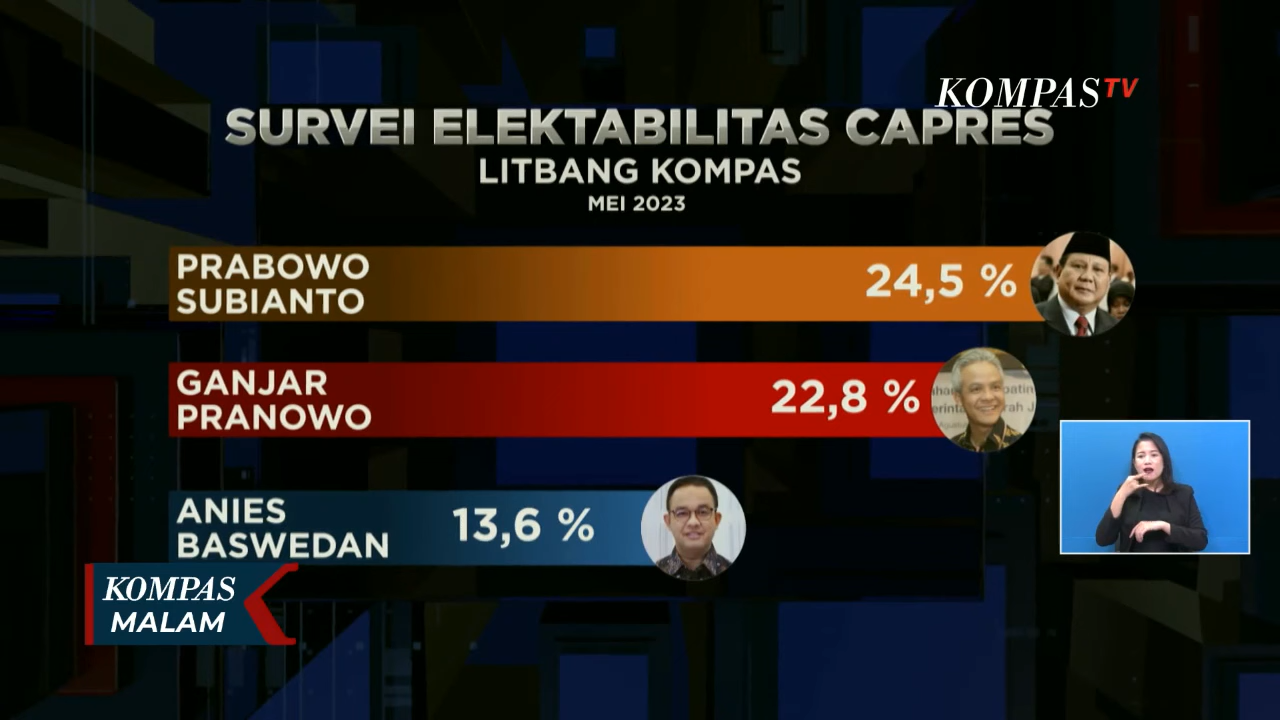 KOMPASTV
SURVEI ELEKTABILITAS CAPRES
LITBANG KOMPAS
MEI 2023
PRABOWO
SUBIANTO
24,5 %
GANJAR
PRANOWO
22,8 %
ANIES
BASWEDAN
13,6 %
KOMPAS
MALAM